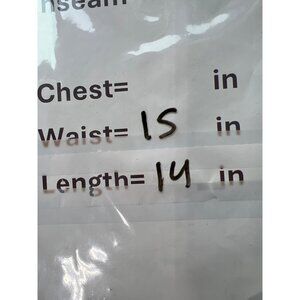 nseam
Chest= in
Waist= 15 in
Length= 14 in